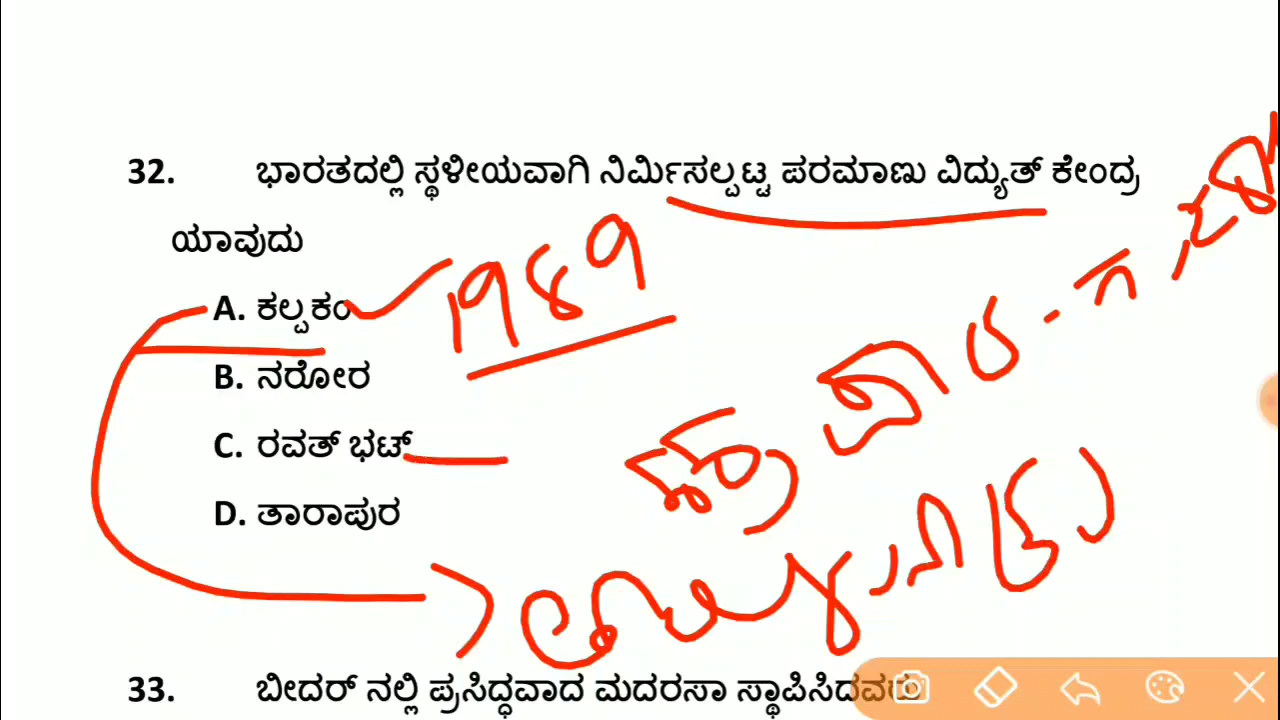 32. ಭಾರತದಲ್ಲಿ ಸ್ಥಳೀಯವಾಗಿ ನಿರ್ಮಿಸಲ್ಪಟ್ಟ ಪರಮಾಣು ವಿದ್ಯುತ್ ಕೇಂದ್ರ
ಯಾವುದು
A. ಕಲ್ಪಕಂ
1989
B. ನರೋರ
C. ರವತ್ ಭಟ್
D. ತಾರಾಪುರ
33. ಬೀದರ್ ನಲ್ಲಿ ಪ್ರಸಿದ್ಧವಾದ ಮದರಸಾ ಸ್ಥಾಪಿಸಿದವರು